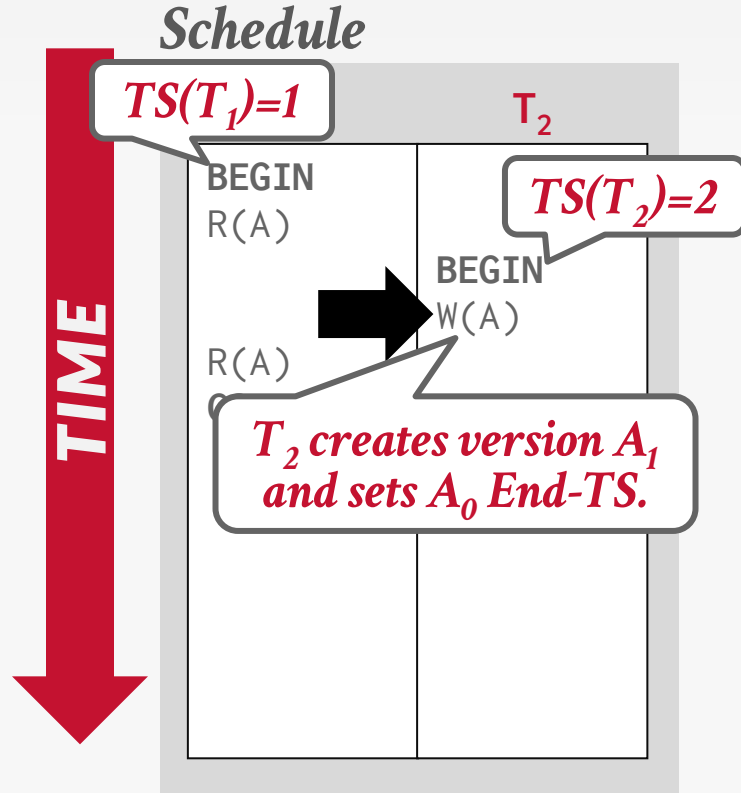 Schedule
TS(T₁)=1
T₂
BEGIN
TS(T₂)=2
R(A)
BEGIN
W(A)
R(A)
T₂ creates version A₁
and sets A₀ End-TS.
TIME